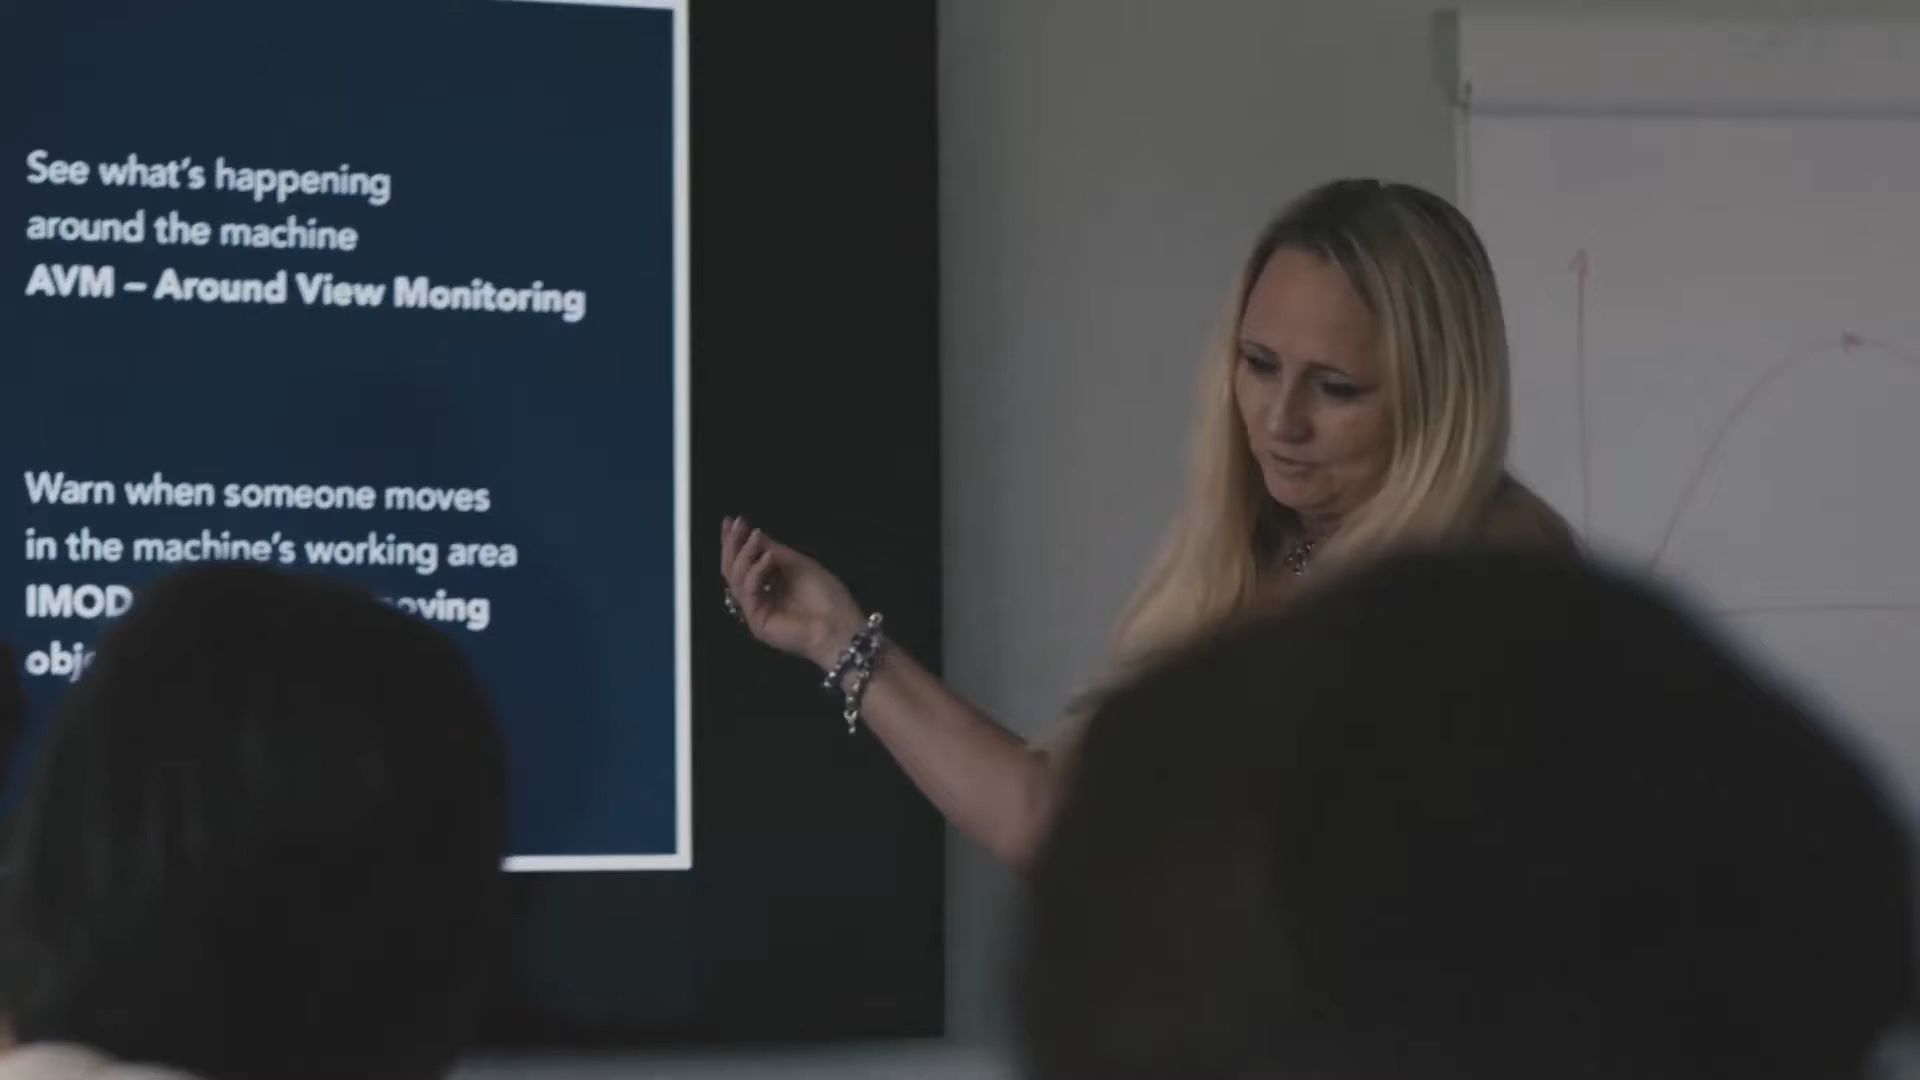 See what's happening
around the machine
AVM – Around View Monitoring
Warn when someone moves
in the machine's working area
IMOD